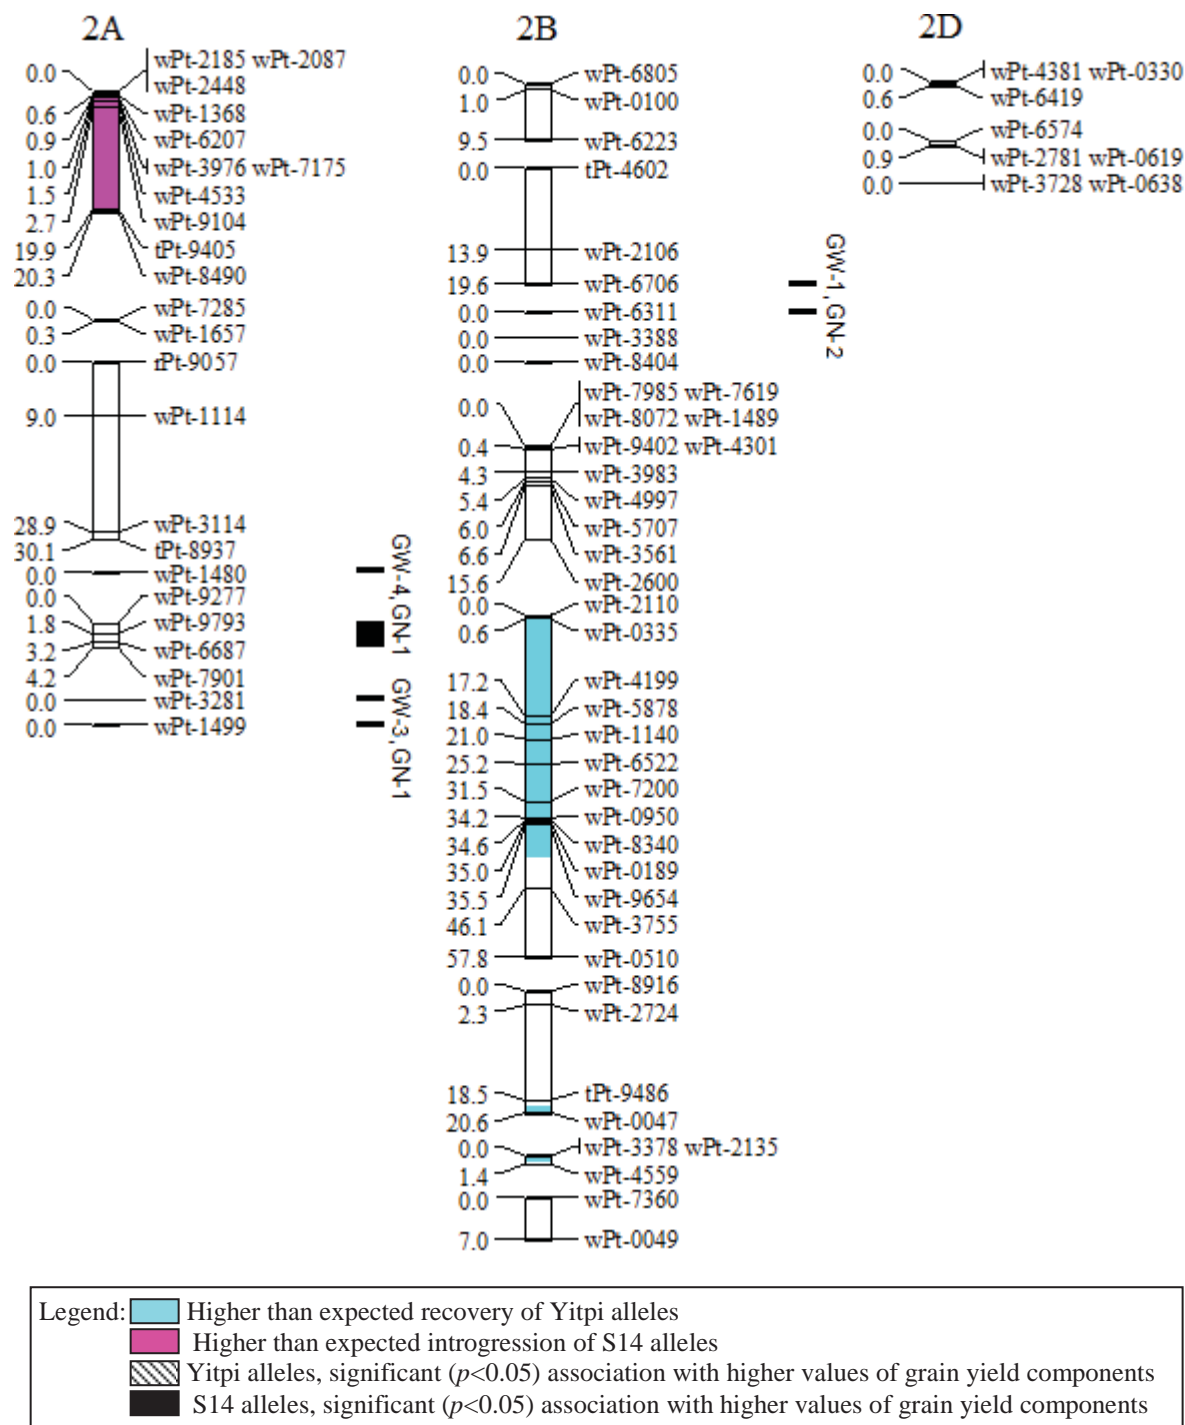 2A
0.0 wPt-2185 wPt-2087
wPt-2448
0.6 wPt-1368
0.9 wPt-6207
1.0 wPt-3976 wPt-7175
1.5 wPt-4533
2.7 wPt-9104
19.9 tPt-9405
20.3 wPt-8490
0.0 wPt-7285
0.3 wPt-1657
0.0 rPt-9057
9.0 wPt-1114
28.9 wPt-3114
30.1 tPt-8937
0.0 wPt-1480
0.0 wPt-9277
1.8 wPt-9793
3.2 wPt-6687
4.2 wPt-7901
0.0 wPt-3281
0.0 wPt-1499
GW-4, GN-1
GW-3, GN-1
2B
0.0 wPt-6805
1.0 wPt-0100
9.5 wPt-6223
0.0 tPt-4602
13.9 wPt-2106
19.6 wPt-6706
0.0 wPt-6311
0.0 wPt-3388
0.0 wPt-8404
0.0 wPt-7985 wPt-7619
wPt-8072 wPt-1489
0.4 wPt-9402 wPt-4301
4.3 wPt-3983
5.4 wPt-4997
6.0 wPt-5707
6.6 wPt-3561
15.6 wPt-2600
0.0 wPt-2110
0.6 wPt-0335
17.2 wPt-4199
18.4 wPt-5878
21.0 wPt-1140
25.2 wPt-6522
31.5 wPt-7200
34.2 wPt-0950
34.6 wPt-8340
35.0 wPt-0189
35.5 wPt-9654
46.1 wPt-3755
57.8 wPt-0510
0.0 wPt-8916
2.3 wPt-2724
18.5 tPt-9486
20.6 wPt-0047
0.0 wPt-3378 wPt-2135
1.4 wPt-4559
0.0 wPt-7360
7.0 wPt-0049
GW-1, GN-2
2D
0.0 wPt-4381 wPt-0330
0.6 wPt-6419
0.0 wPt-6574
0.9 wPt-2781 wPt-0619
0.0 wPt-3728 wPt-0638
Legend: Higher than expected recovery of Yitpi alleles
Higher than expected introgression of S14 alleles
Yitpi alleles, significant (p<0.05) association with higher values of grain yield components
S14 alleles, significant (p<0.05) association with higher values of grain yield components